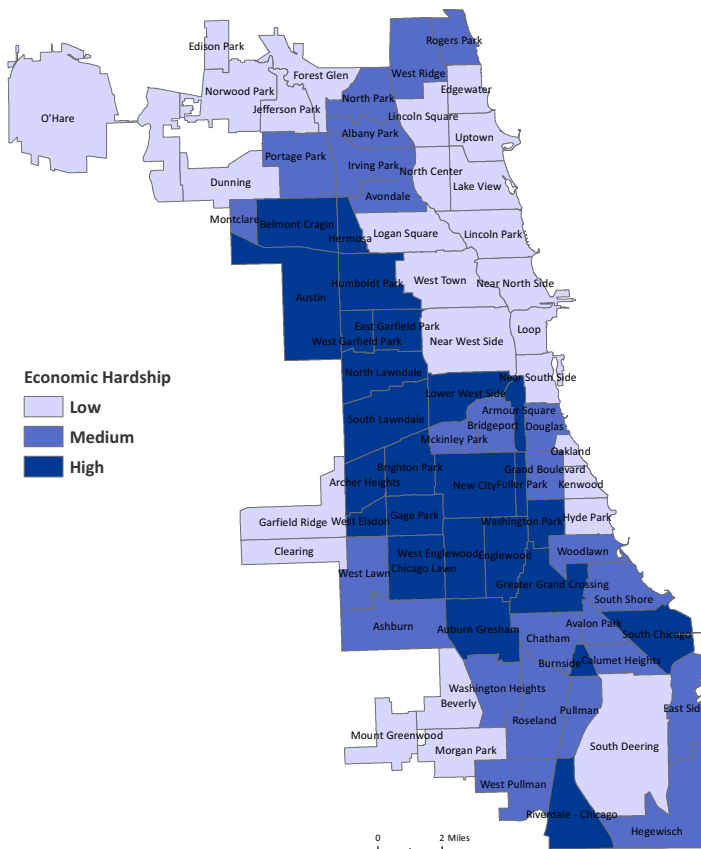 Rogers Park
Edison Park
West Ridge
Forest Glen
Norwood Park
Edgewater
North Park
Jefferson Park
Lincoln Square
O'Hare
Albany Park
Uptown
Portage Park
Irving Park
North Center
Dunning
Lake View
Avondale
Montclare
Belmont Cragin
Logan Square
Lincoln Park
Hermosa
West Town
Near North Side
Humboldt Park
Austin
East Garfield Park
Loop
West Garfield Park
Near West Side
North Lawndale
Near South Side
Economic Hardship
Low
Medium
High
Lower West Side
Armour Square
South Lawndale
Bridgeport
Douglas
Mckinley Park
Oakland
Brighton Park
Grand Boulevard
Archer Heights
New City
Fuller Park
Kenwood
Gage Park
Garfield Ridge
West Elsdon
Washington Park
Hyde Park
Clearing
West Englewood
Englewood
Woodlawn
Chicago Lawn
West Lawn
Greater Grand Crossing
South Shore
Ashburn
Auburn Gresham
Avalon Park
Chatham
South Chicago
Burnside
Calumet Heights
Washington Heights
Beverly
Pullman
East Sid
Roseland
Mount Greenwood
South Deering
Morgan Park
West Pullman
Riverdale - Chicago
Hegewisch
0 2 Miles